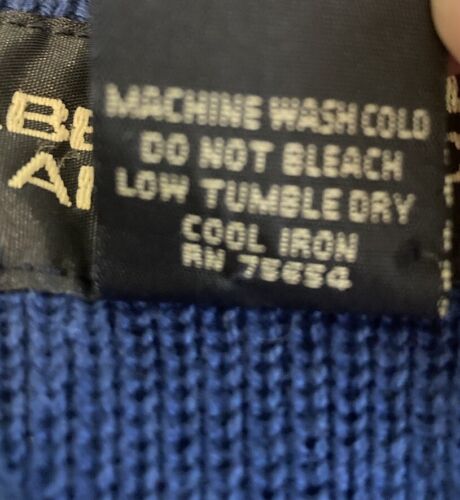 MACHINE WASH COLD
DO NOT BLEACH
LOW TUMBLE DRY
COOL IRON
RN 78654